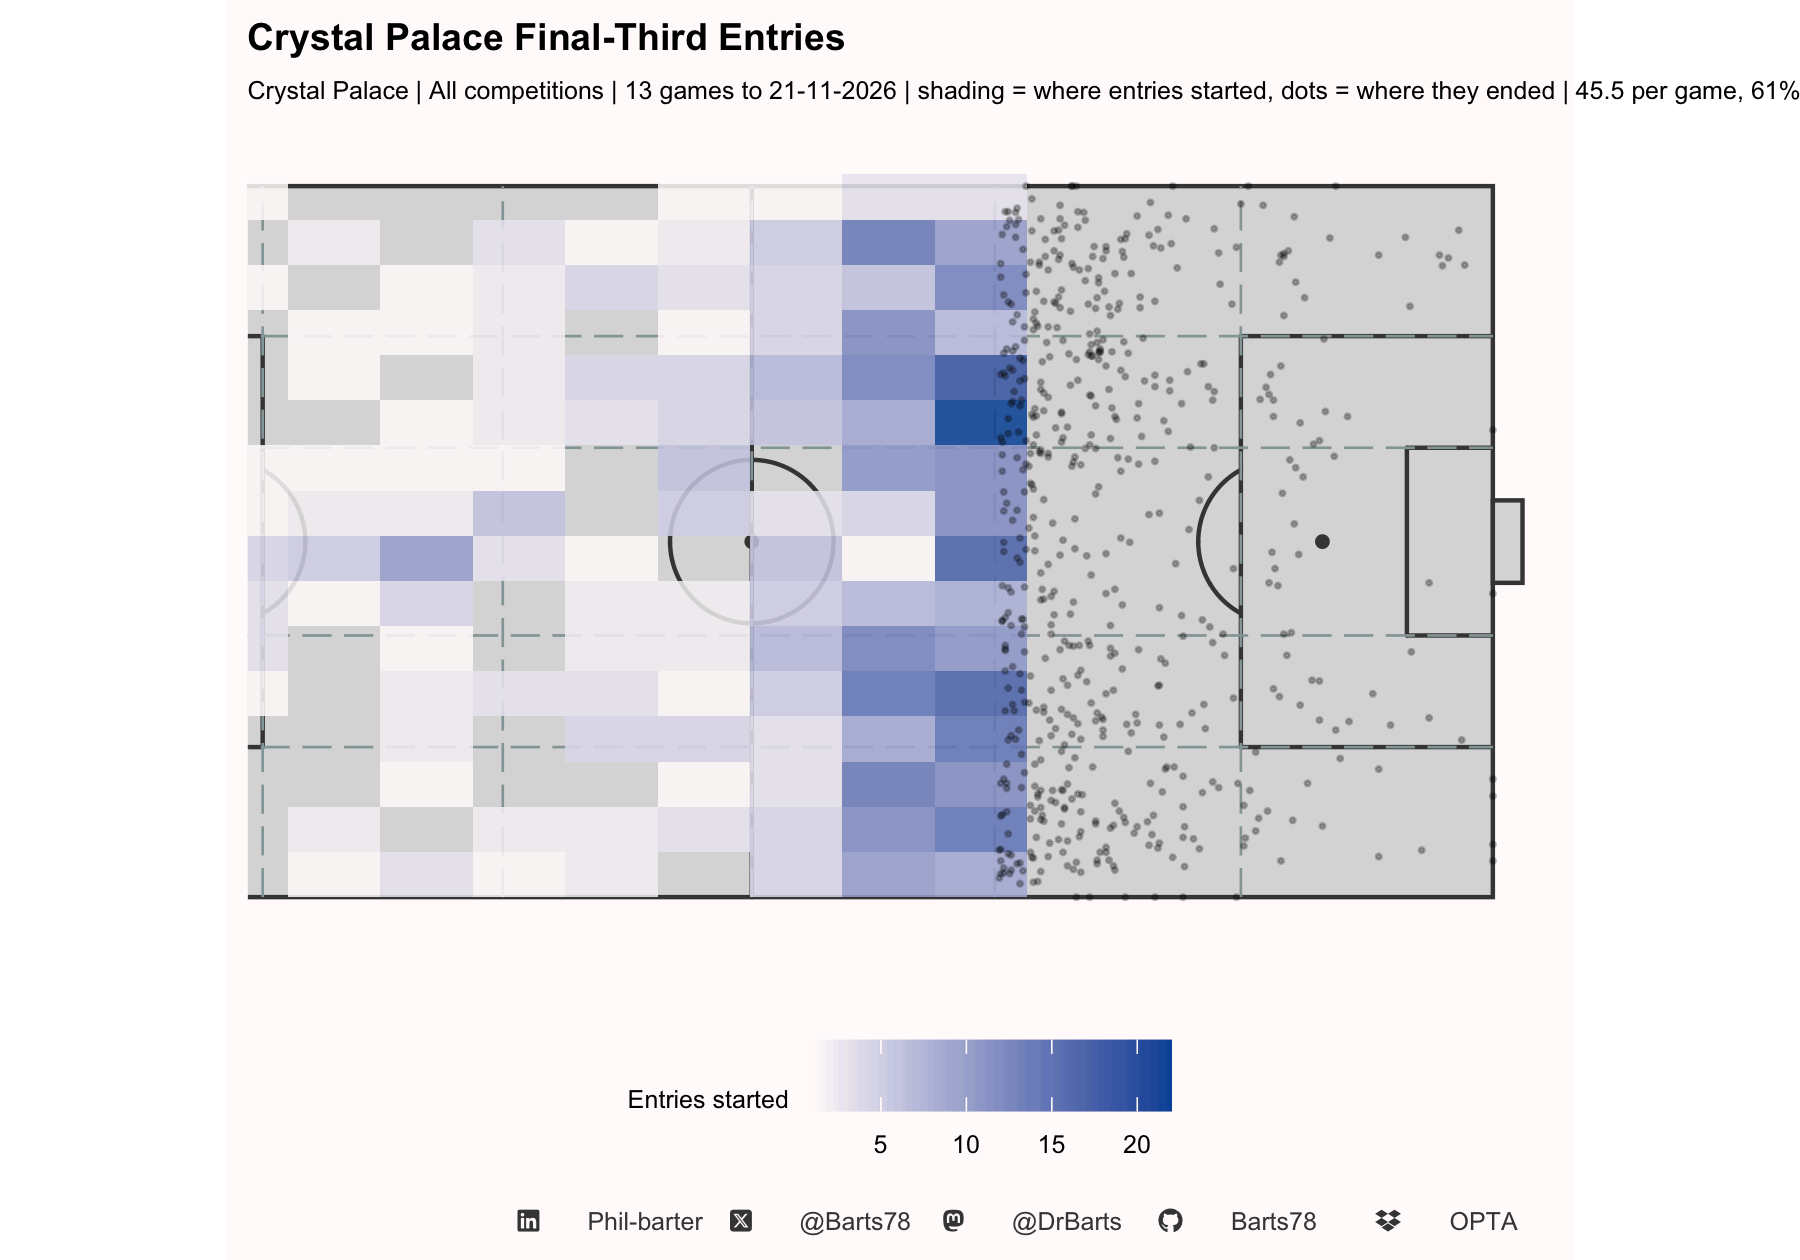 Crystal Palace Final-Third Entries
Crystal Palace | All competitions | 13 games to 21-11-2026 | shading = where entries started, dots = where they ended | 45.5 per game, 61%
Entries started
5 10 15 20
Phil-barter @Barts78 @DrBarts Barts78 OPTA